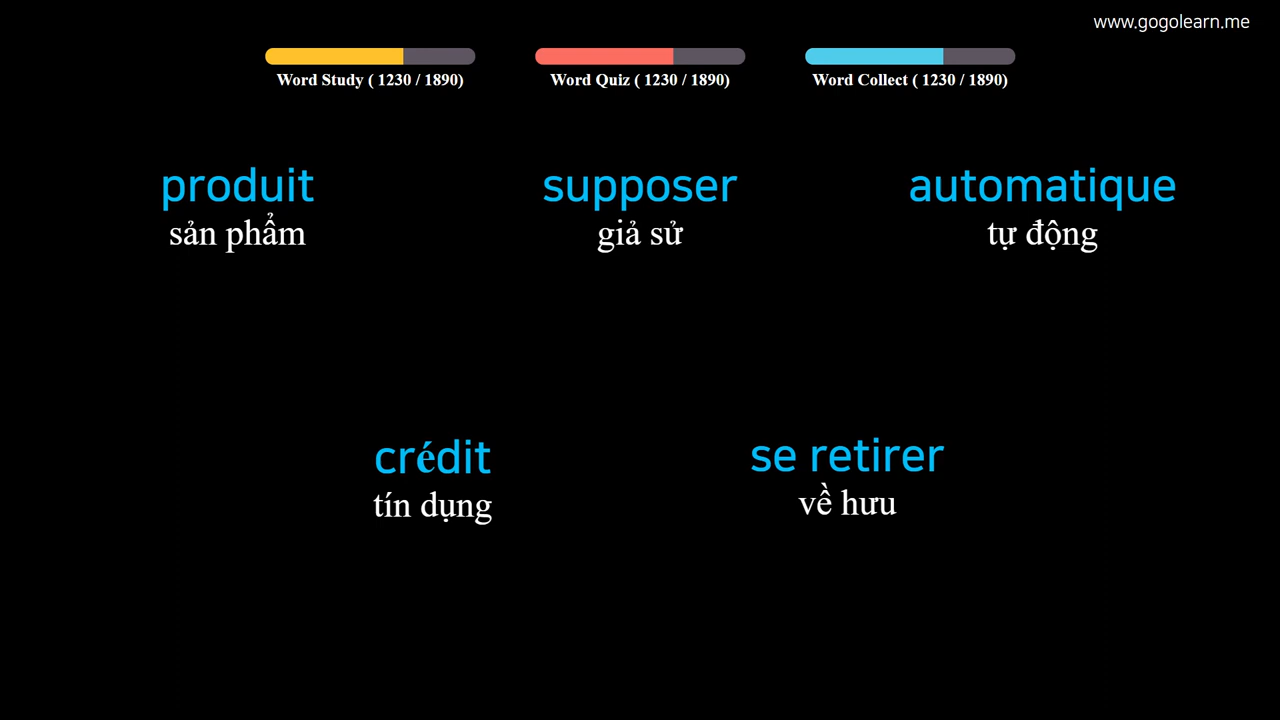 www.gogolearn.me
Word Study ( 1230 / 1890)
Word Quiz ( 1230 / 1890)
Word Collect ( 1230 / 1890)
produit
sản phẩm
supposer
giả sử
automatique
tự động
crédit
tín dụng
se retirer
về hưu